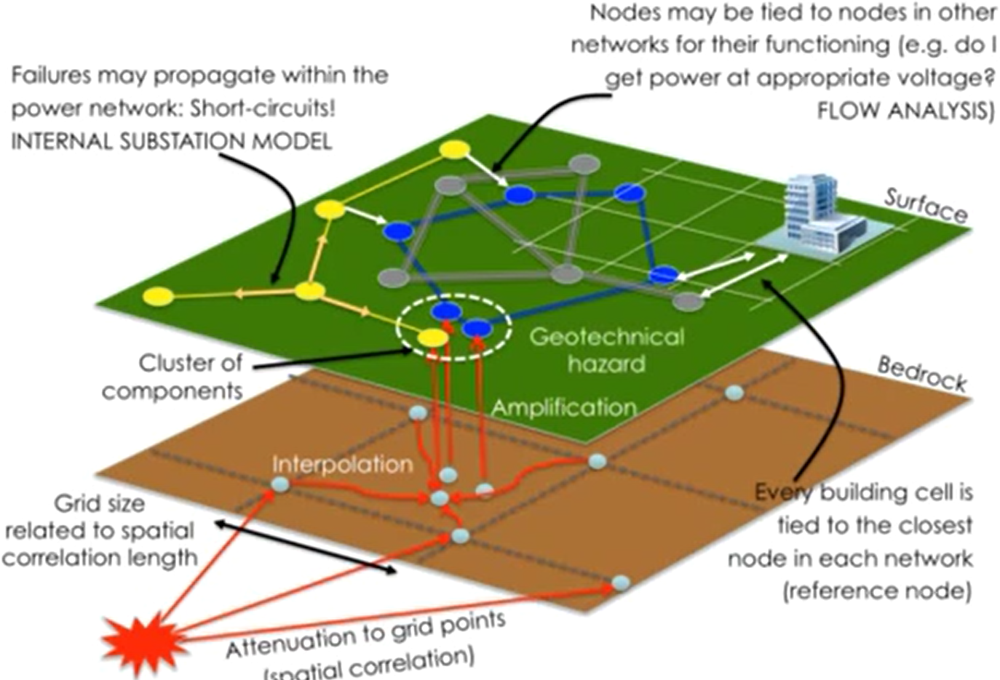 Nodes may be tied to nodes in other
networks for their functioning (e.g. do I
get power at appropriate voltage?
FLOW ANALYSIS)
Failures may propagate within the
power network: Short-circuits!
INTERNAL SUBSTATION MODEL
Surface
Geotechnical
hazard
Cluster of
components
Bedrock
Amplification
Interpolation
Grid size
related to spatial
correlation length
Every building cell is
tied to the closest
node in each network
(reference node)
Attenuation to grid points
(spatial correlation)